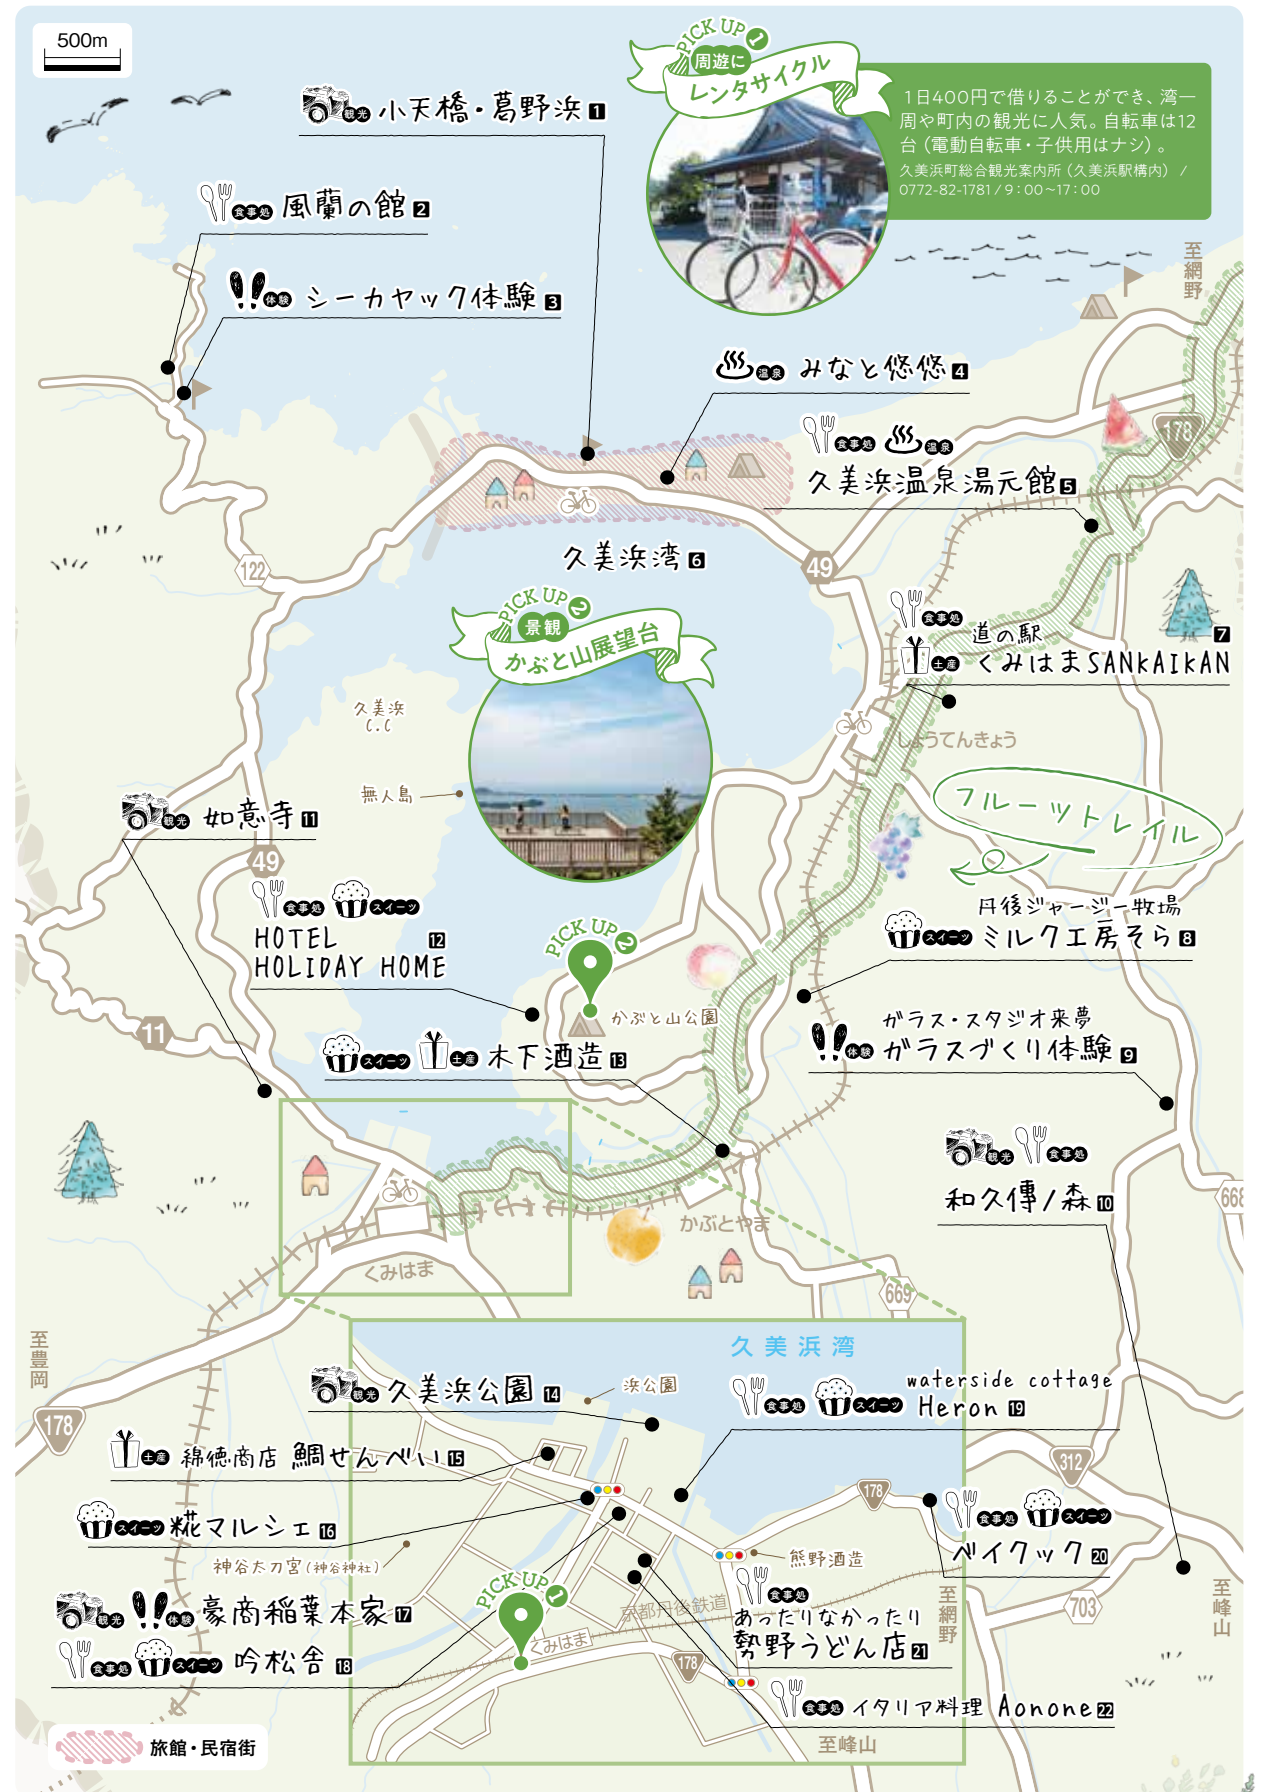 500m
PICK UP 1
周遊に
レンタサイクル
1日400円で借りることができ、湾一
周や町内の観光に人気。自転車は12
台（電動自転車・子供用はナシ）。
久美浜町総合観光案内所（久美浜駅構内） /
0772-82-1781 / 9：00〜17：00
観光 小天橋・葛野浜 1
食事処 風蘭の館 2
体験 シーカヤック体験 3
至網野
温泉 みなと悠悠 4
178
食事処 温泉
久美浜温泉湯元館 5
久美浜湾 6
49
122
PICK UP 2
景観
かぶと山展望台
食事処
土産
道の駅 7
くみはまSANKAIKAN
久美浜
C.C
しょうてんきょう
無人島
フルーツトレイル
観光 如意寺 11
49
食事処 スイーツ
HOTEL 12
HOLIDAY HOME
丹後ジャージー牧場
スイーツ ミルク工房そら 8
PICK UP 2
かぶと山公園
11
ガラス・スタジオ来夢
体験 ガラスづくり体験 9
スイーツ 土産 木下酒造 13
観光 食事処
和久傳ノ森 10
668
かぶとやま
くみはま
669
至豊岡
178
久美浜湾
観光 久美浜公園 14
浜公園
waterside cottage
食事処 スイーツ Heron 19
土産 綿徳商店 鯛せんべい 15
312
178
スイーツ 糀マルシェ 16
食事処 スイーツ
ベイクック 20
神谷太刀宮(神谷神社)
熊野酒造
観光 体験 豪商稲葉本家 17
食事処 スイーツ 吟松舎 18
PICK UP 1
くみはま
京都丹後鉄道
食事処
あったりなかったり
勢野うどん店 21
至網野
703
至峰山
178
食事処 イタリア料理 Aonone 22
至峰山
旅館・民宿街